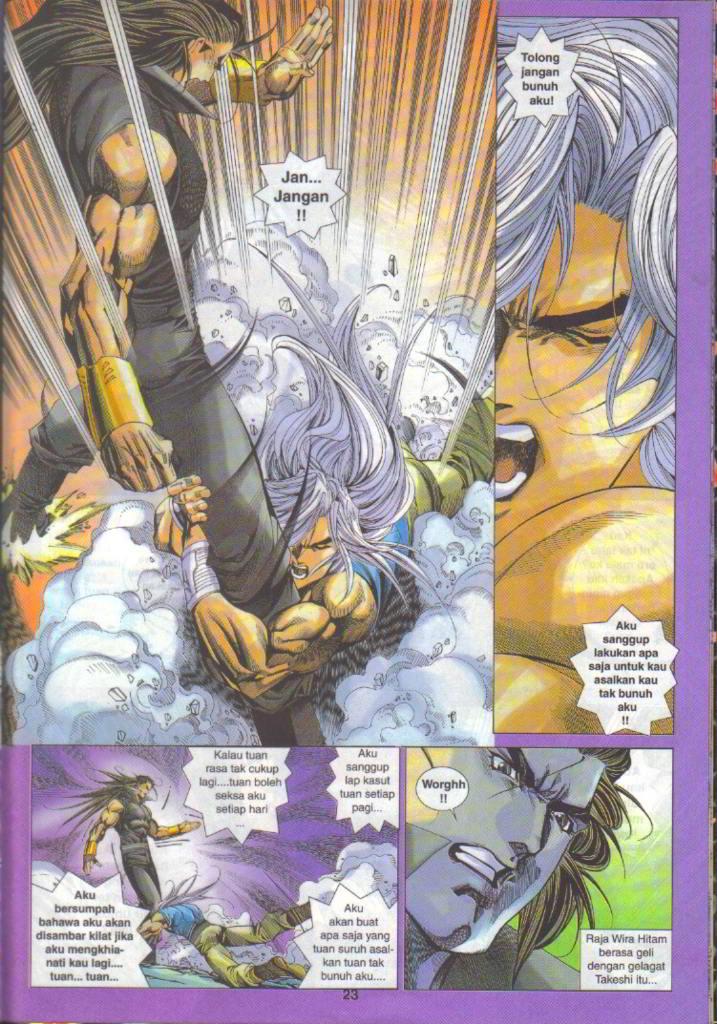 Jan...
Jangan
!!
Tolong
jangan
bunuh
aku!
Aku
sanggup
lakukan apa
saja untuk kau
asalkan kau
tak bunuh
aku
!!
Kalau tuan
rasa tak cukup
lagi....tuan boleh
seksa aku
setiap hari
Aku
sanggup
lap kasut
tuan setiap
pagi...
Aku
bersumpah
bahawa aku akan
disambar kilat jika
aku mengkhia-
nati kau lagi....
tuan... tuan...
Aku
akan buat
apa saja yang
tuan suruh asal-
kan tuan tak
bunuh aku....
Worghh
!!
Raja Wira Hitam
berasa geli
dengan gelagat
Takeshi itu...
23